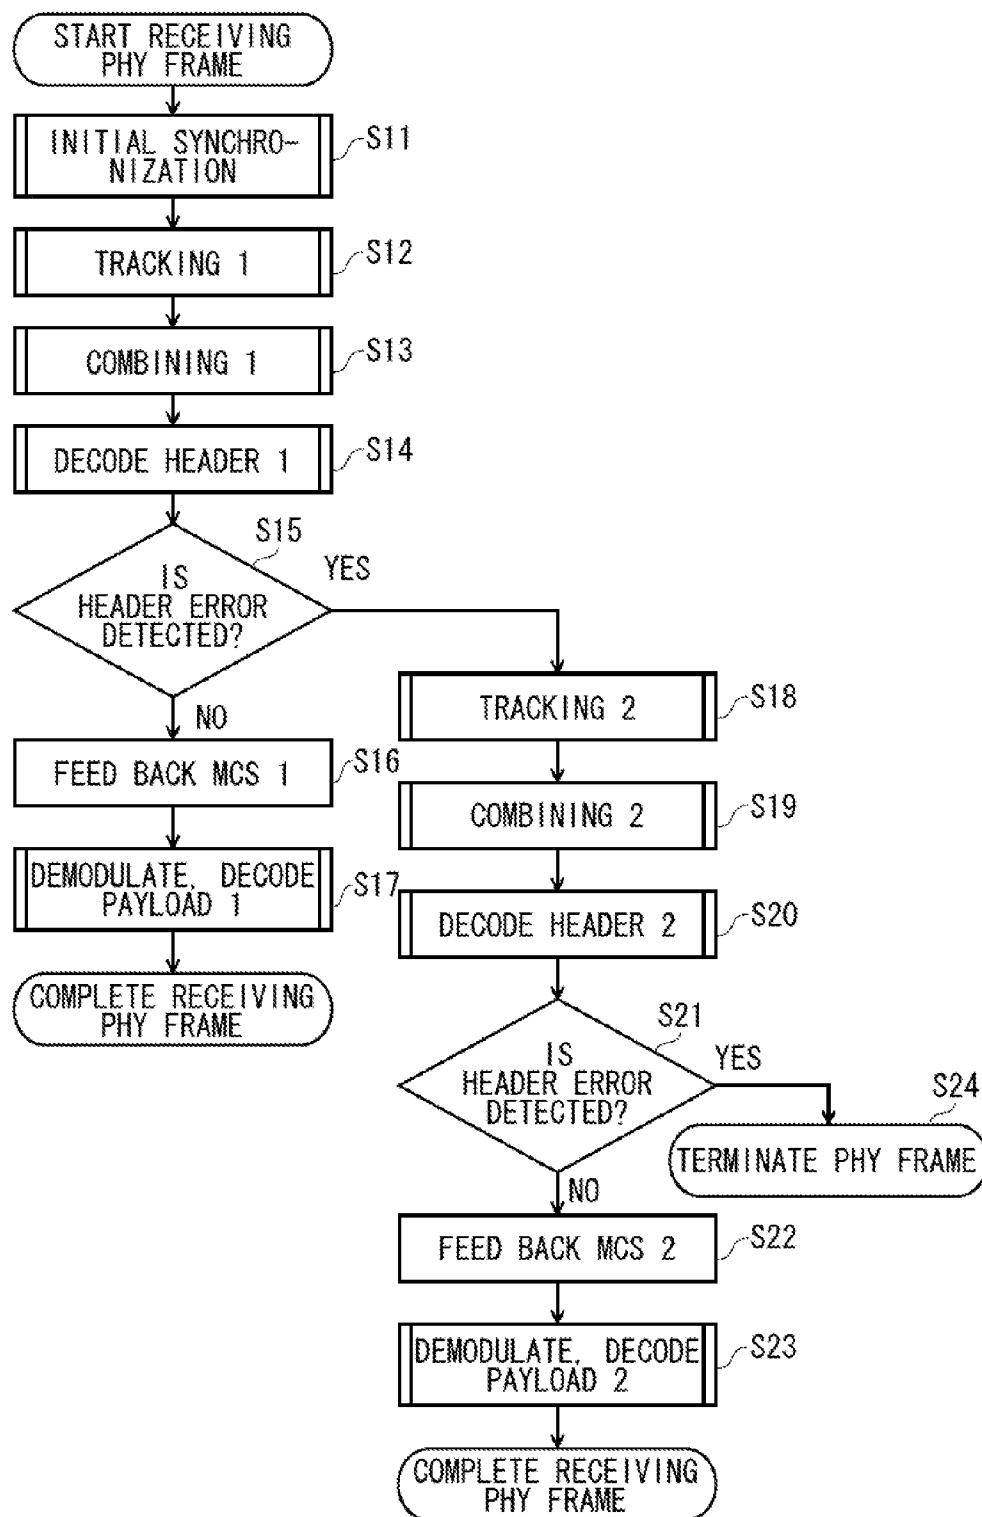 START RECEIVING
PHY FRAME
INITIAL SYNCHRO-
NIZATION
S11
TRACKING 1
S12
COMBINING 1
S13
DECODE HEADER 1
S14
S15
IS
HEADER ERROR
DETECTED?
YES
NO
FEED BACK MCS 1
S16
DEMODULATE, DECODE
PAYLOAD 1
S17
COMPLETE RECEIVING
PHY FRAME
TRACKING 2
S18
COMBINING 2
S19
DECODE HEADER 2
S20
S21
IS
HEADER ERROR
DETECTED?
YES
S24
TERMINATE PHY FRAME
NO
FEED BACK MCS 2
S22
DEMODULATE, DECODE
PAYLOAD 2
S23
COMPLETE RECEIVING
PHY FRAME